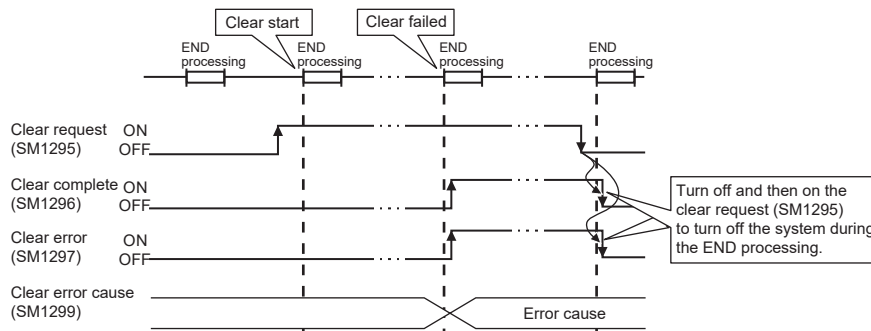 Clear start
Clear failed
END
processing
END
processing
END
processing
END
processing
Clear request
(SM1295)
ON
OFF
Clear complete
(SM1296)
ON
OFF
Clear error
(SM1297)
ON
OFF
Clear error cause
(SM1299)
Error cause
Turn off and then on the
clear request (SM1295)
to turn off the system during
the END processing.